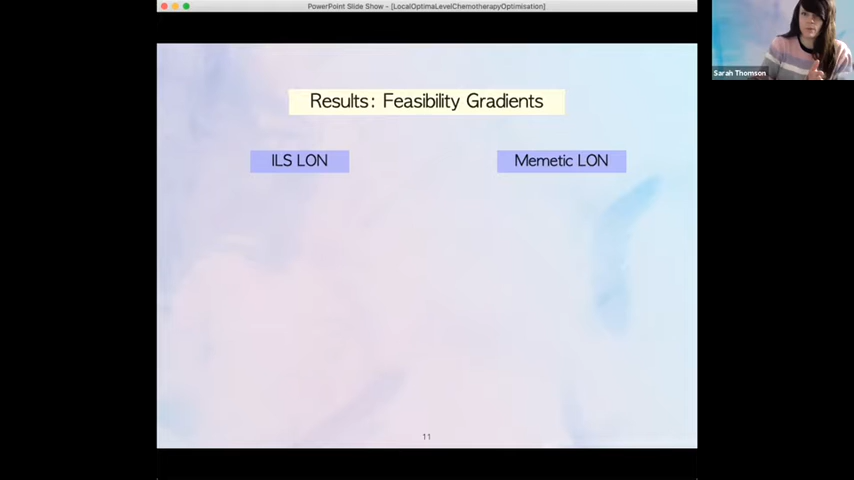 PowerPoint Slide Show - [LocalOptimaLevelChemotherapyOptimisation]
Sarah Thomson
Results: Feasibility Gradients
ILS LON
Memetic LON
11